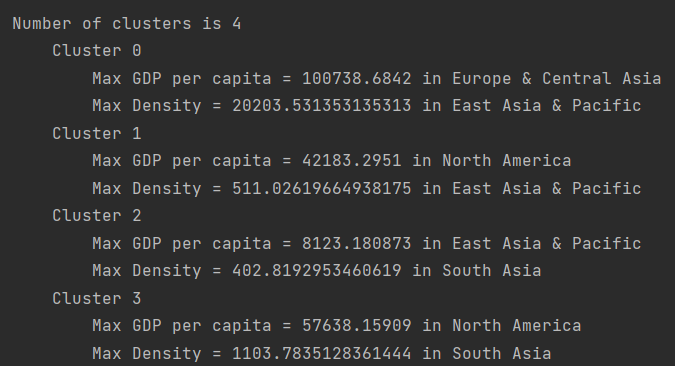 Number of clusters is 4
Cluster 0
Max GDP per capita = 100738.6842 in Europe & Central Asia
Max Density = 20203.531353135313 in East Asia & Pacific
Cluster 1
Max GDP per capita = 42183.2951 in North America
Max Density = 511.02619664938175 in East Asia & Pacific
Cluster 2
Max GDP per capita = 8123.180873 in East Asia & Pacific
Max Density = 402.8192953460619 in South Asia
Cluster 3
Max GDP per capita = 57638.15909 in North America
Max Density = 1103.7835128361444 in South Asia